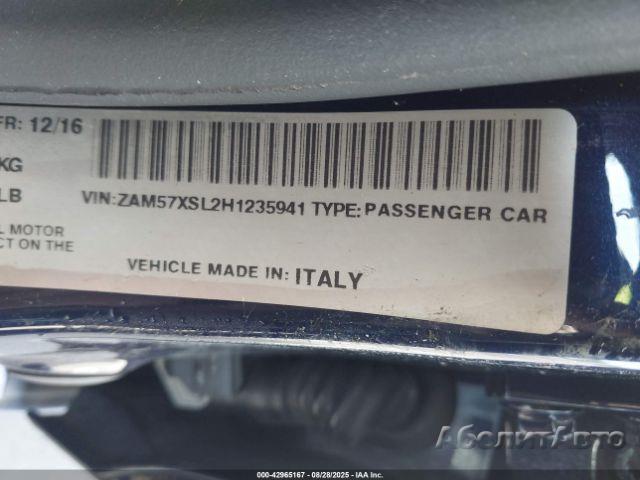 FR: 12/16
KG
LB
VIN:ZAM57XSL2H1235941 TYPE:PASSENGER CAR
L MOTOR
CT ON THE
VEHICLE MADE IN: ITALY
АболитАвто
000-42965167 - 08/28/2025 - IAA Inc.